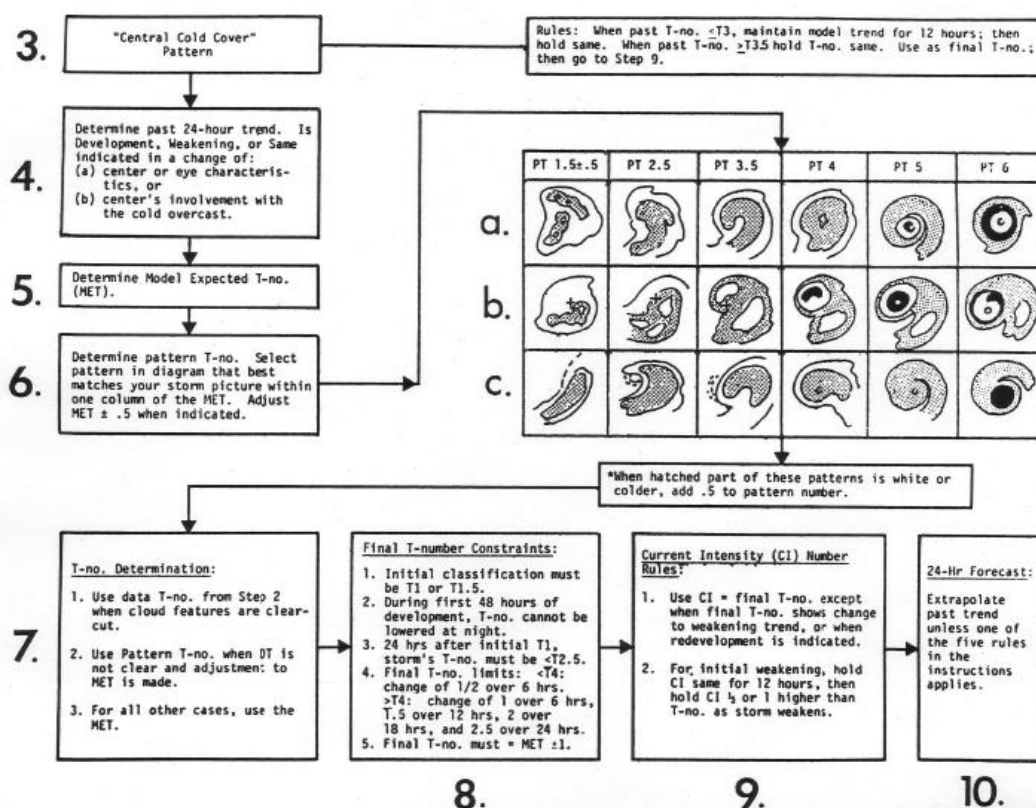 3.
"Central Cold Cover"
Pattern
Rules: When past T-no. <T3, maintain model trend for 12 hours; then
hold same. When past T-no. >T3.5 hold T-no. same. Use as final T-no.;
then go to Step 9.
4.
Determine past 24-hour trend. Is
Development, Weakening, or Same
indicated in a change of:
(a) center or eye characteris-
tics, or
(b) center's involvement with
the cold overcast.
5.
Determine Model Expected T-no.
(MET).
6.
Determine pattern T-no. Select
pattern in diagram that best
matches your storm picture within
one column of the MET. Adjust
MET ± .5 when indicated.
PT 1.5±.5 PT 2.5 PT 3.5 PT 4 PT 5 PT 6
a.
b.
c.
*When hatched part of these patterns is white or
colder, add .5 to pattern number.
7.
T-no. Determination:
1. Use data T-no. from Step 2
when cloud features are clear-
cut.
2. Use Pattern T-no. when DT is
not clear and adjustment to
MET is made.
3. For all other cases, use the
MET.
Final T-number Constraints:
1. Initial classification must
be T1 or T1.5.
2. During first 48 hours of
development, T-no. cannot be
lowered at night.
3. 24 hrs after initial T1,
storm's T-no. must be <T2.5.
4. Final T-no. limits: <T4:
change of 1/2 over 6 hrs.
>T4: change of 1 over 6 hrs,
T.5 over 12 hrs, 2 over
18 hrs, and 2.5 over 24 hrs.
5. Final T-no. must = MET ±1.
8.
Current Intensity (CI) Number
Rules:
1. Use CI = final T-no. except
when final T-no. shows change
to weakening trend, or when
redevelopment is indicated.
2. For initial weakening, hold
CI same for 12 hours, then
hold CI ½ or 1 higher than
T-no. as storm weakens.
9.
24-Hr Forecast:
Extrapolate
past trend
unless one of
the five rules
in the
instructions
applies.
10.